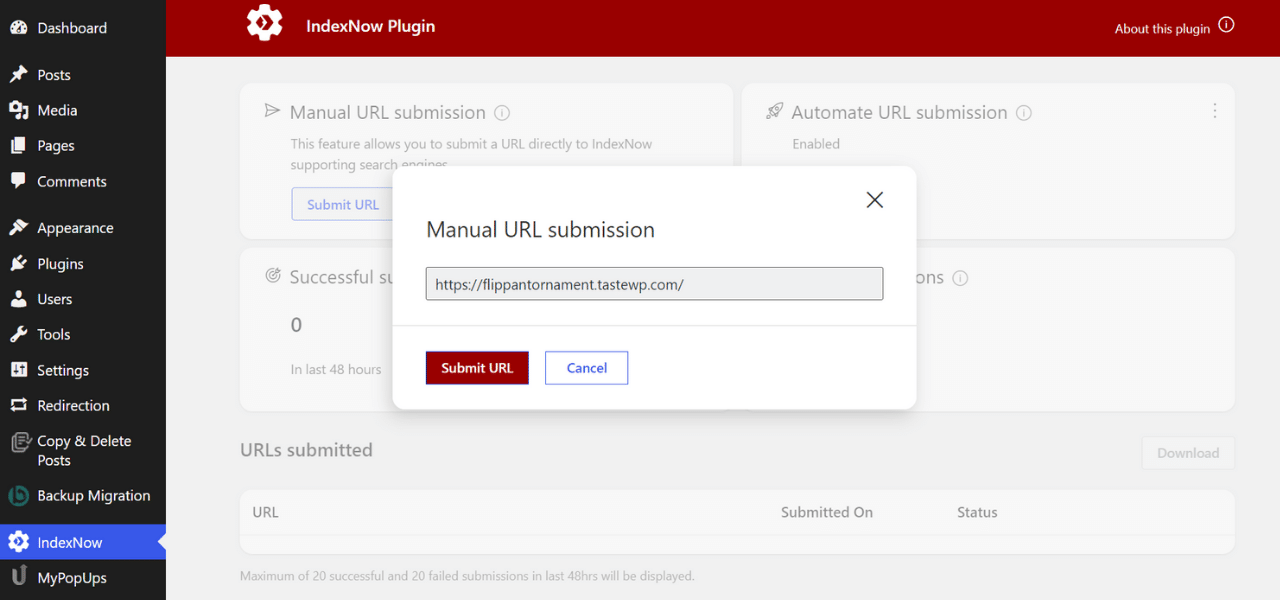 Dashboard
Posts
Media
Pages
Comments
Appearance
Plugins
Users
Tools
Settings
Redirection
Copy & Delete
Posts
Backup Migration
IndexNow
MyPopUps
IndexNow Plugin
About this plugin
Manual URL submission
This feature allows you to submit a URL directly to IndexNow
supporting search engines.
Submit URL
Automate URL submission
Enabled
Successful su
0
In last 48 hours
ons
Manual URL submission
https://flippantornament.tastewp.com/
Submit URL
Cancel
URLs submitted
Download
URL
Submitted On
Status
Maximum of 20 successful and 20 failed submissions in last 48hrs will be displayed.